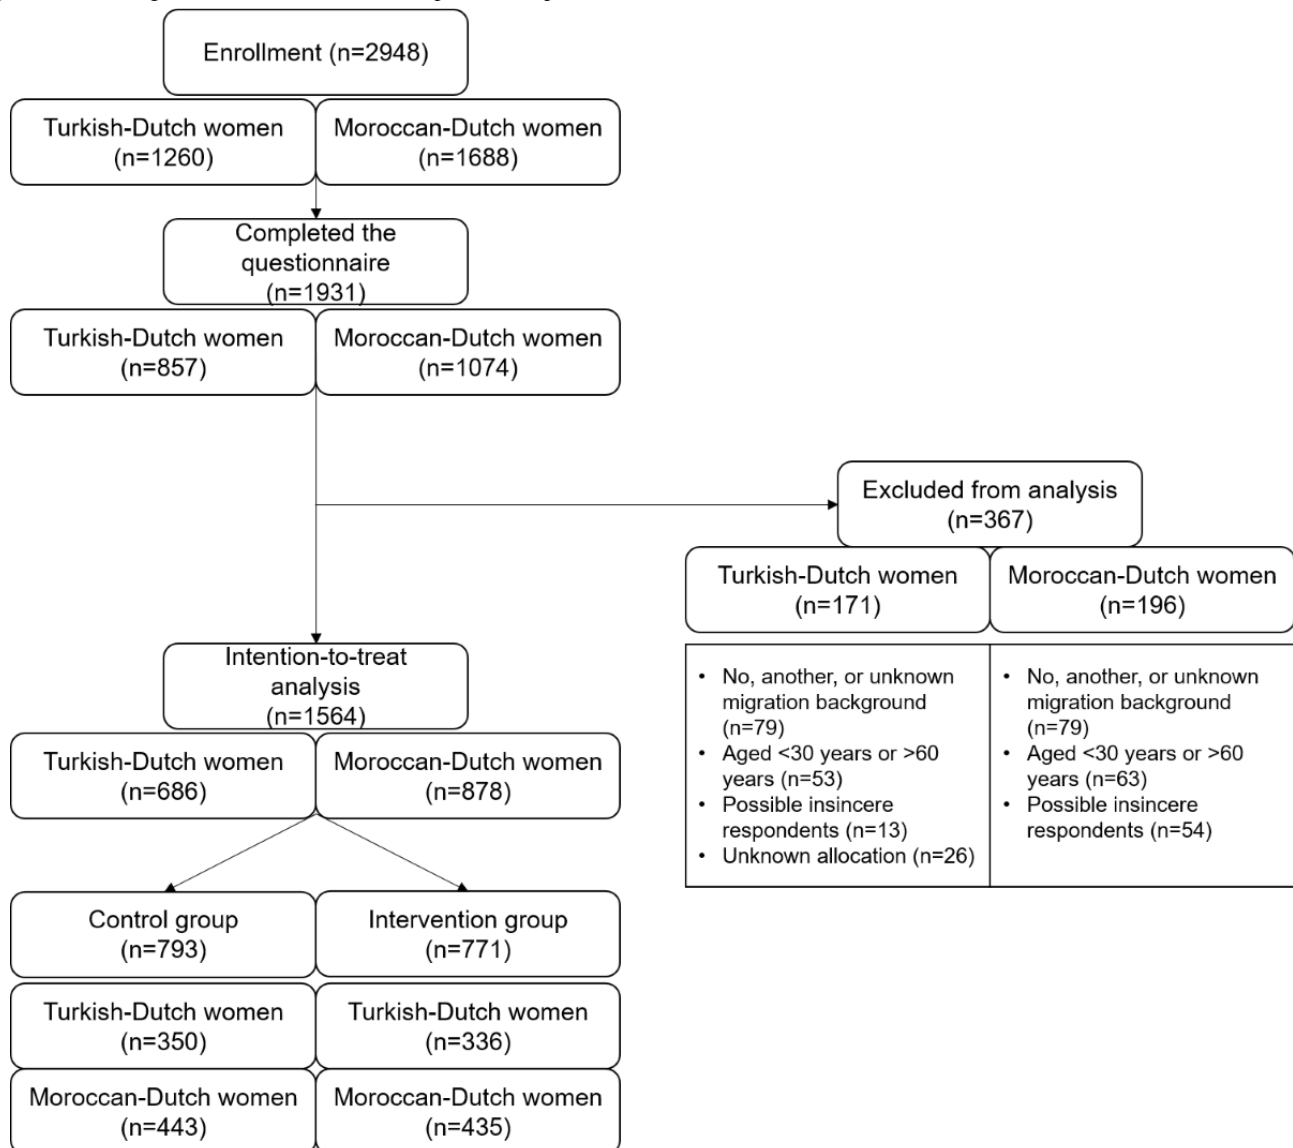 Enrollment (n=2948)
Turkish-Dutch women
(n=1260)
Moroccan-Dutch women
(n=1688)
Completed the
questionnaire
(n=1931)
Turkish-Dutch women
(n=857)
Moroccan-Dutch women
(n=1074)
Excluded from analysis
(n=367)
Turkish-Dutch women
(n=171)
Moroccan-Dutch women
(n=196)
• No, another, or unknown
migration background
(n=79)
• Aged <30 years or >60
years (n=53)
• Possible insincere
respondents (n=13)
• Unknown allocation (n=26)
• No, another, or unknown
migration background
(n=79)
• Aged <30 years or >60
years (n=63)
• Possible insincere
respondents (n=54)
Intention-to-treat
analysis
(n=1564)
Turkish-Dutch women
(n=686)
Moroccan-Dutch women
(n=878)
Control group
(n=793)
Intervention group
(n=771)
Turkish-Dutch women
(n=350)
Turkish-Dutch women
(n=336)
Moroccan-Dutch women
(n=443)
Moroccan-Dutch women
(n=435)